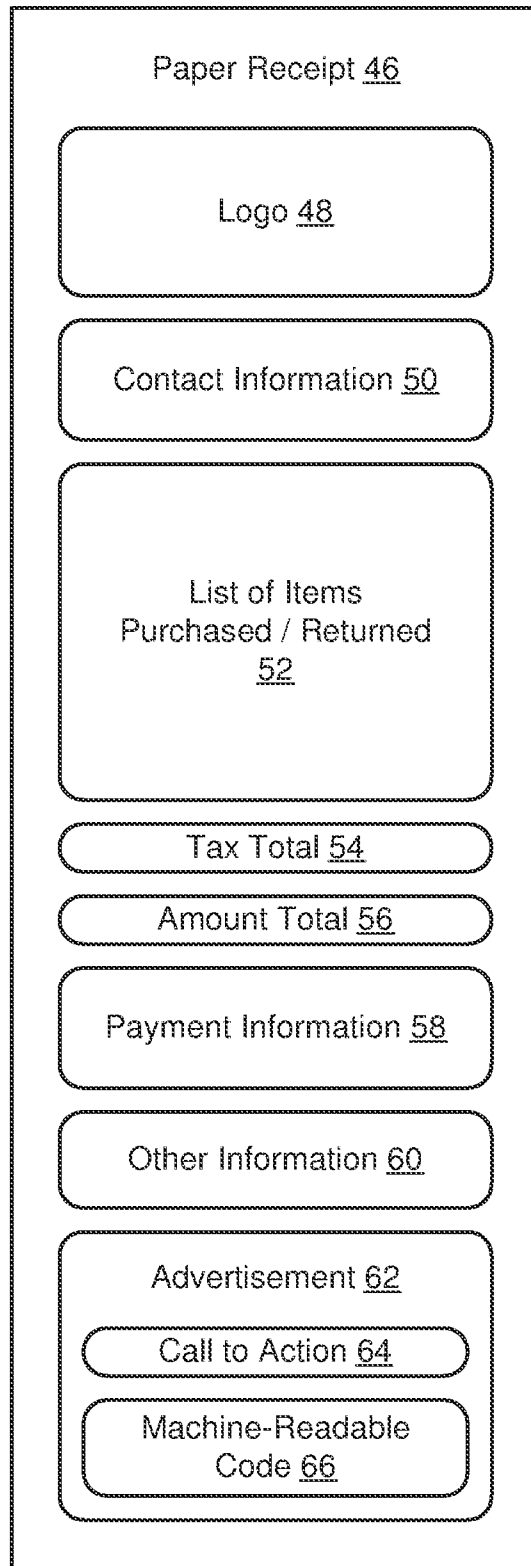 Paper Receipt 46
Logo 48
Contact Information 50
List of Items
Purchased / Returned
52
Tax Total 54
Amount Total 56
Payment Information 58
Other Information 60
Advertisement 62
Call to Action 64
Machine-Readable
Code 66